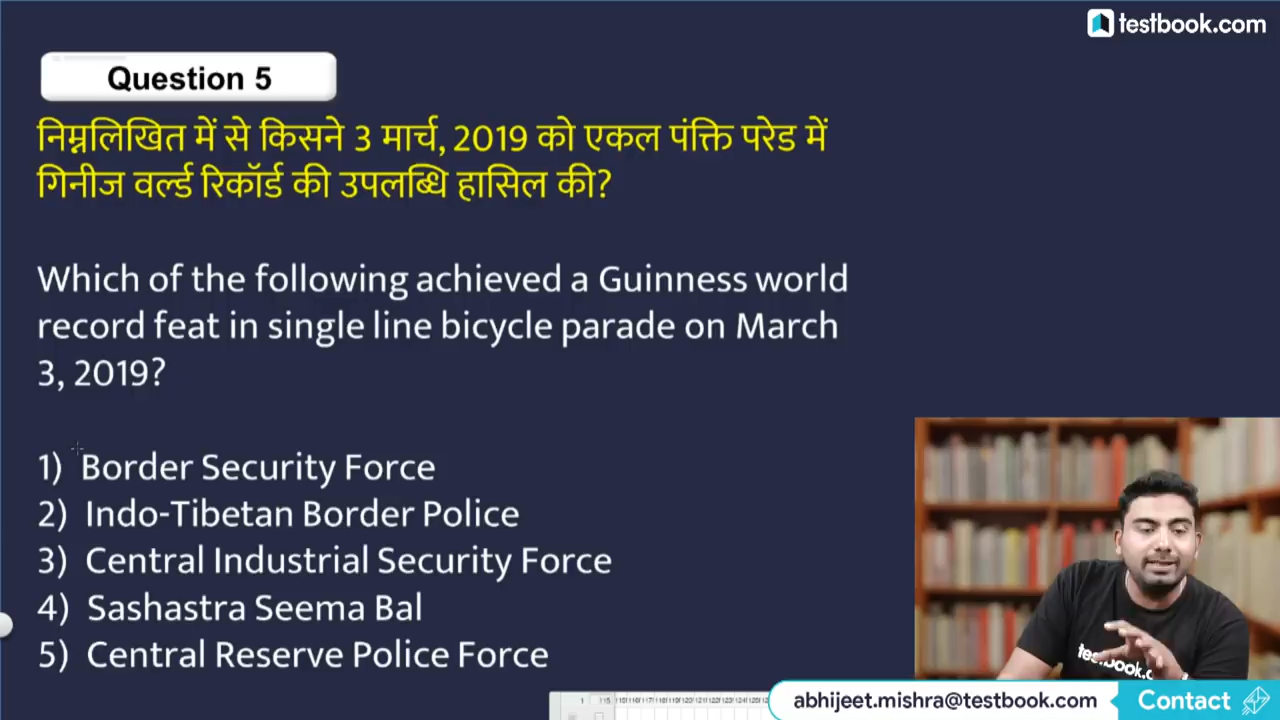 testbook.com
Question 5
निम्नलिखित में से किसने 3 मार्च, 2019 को एकल पंक्ति परेड में
गिनीज वर्ल्ड रिकॉर्ड की उपलब्धि हासिल की?
Which of the following achieved a Guinness world
record feat in single line bicycle parade on March
3, 2019?
1) Border Security Force
2) Indo-Tibetan Border Police
3) Central Industrial Security Force
4) Sashastra Seema Bal
5) Central Reserve Police Force
abhijeet.mishra@testbook.com Contact